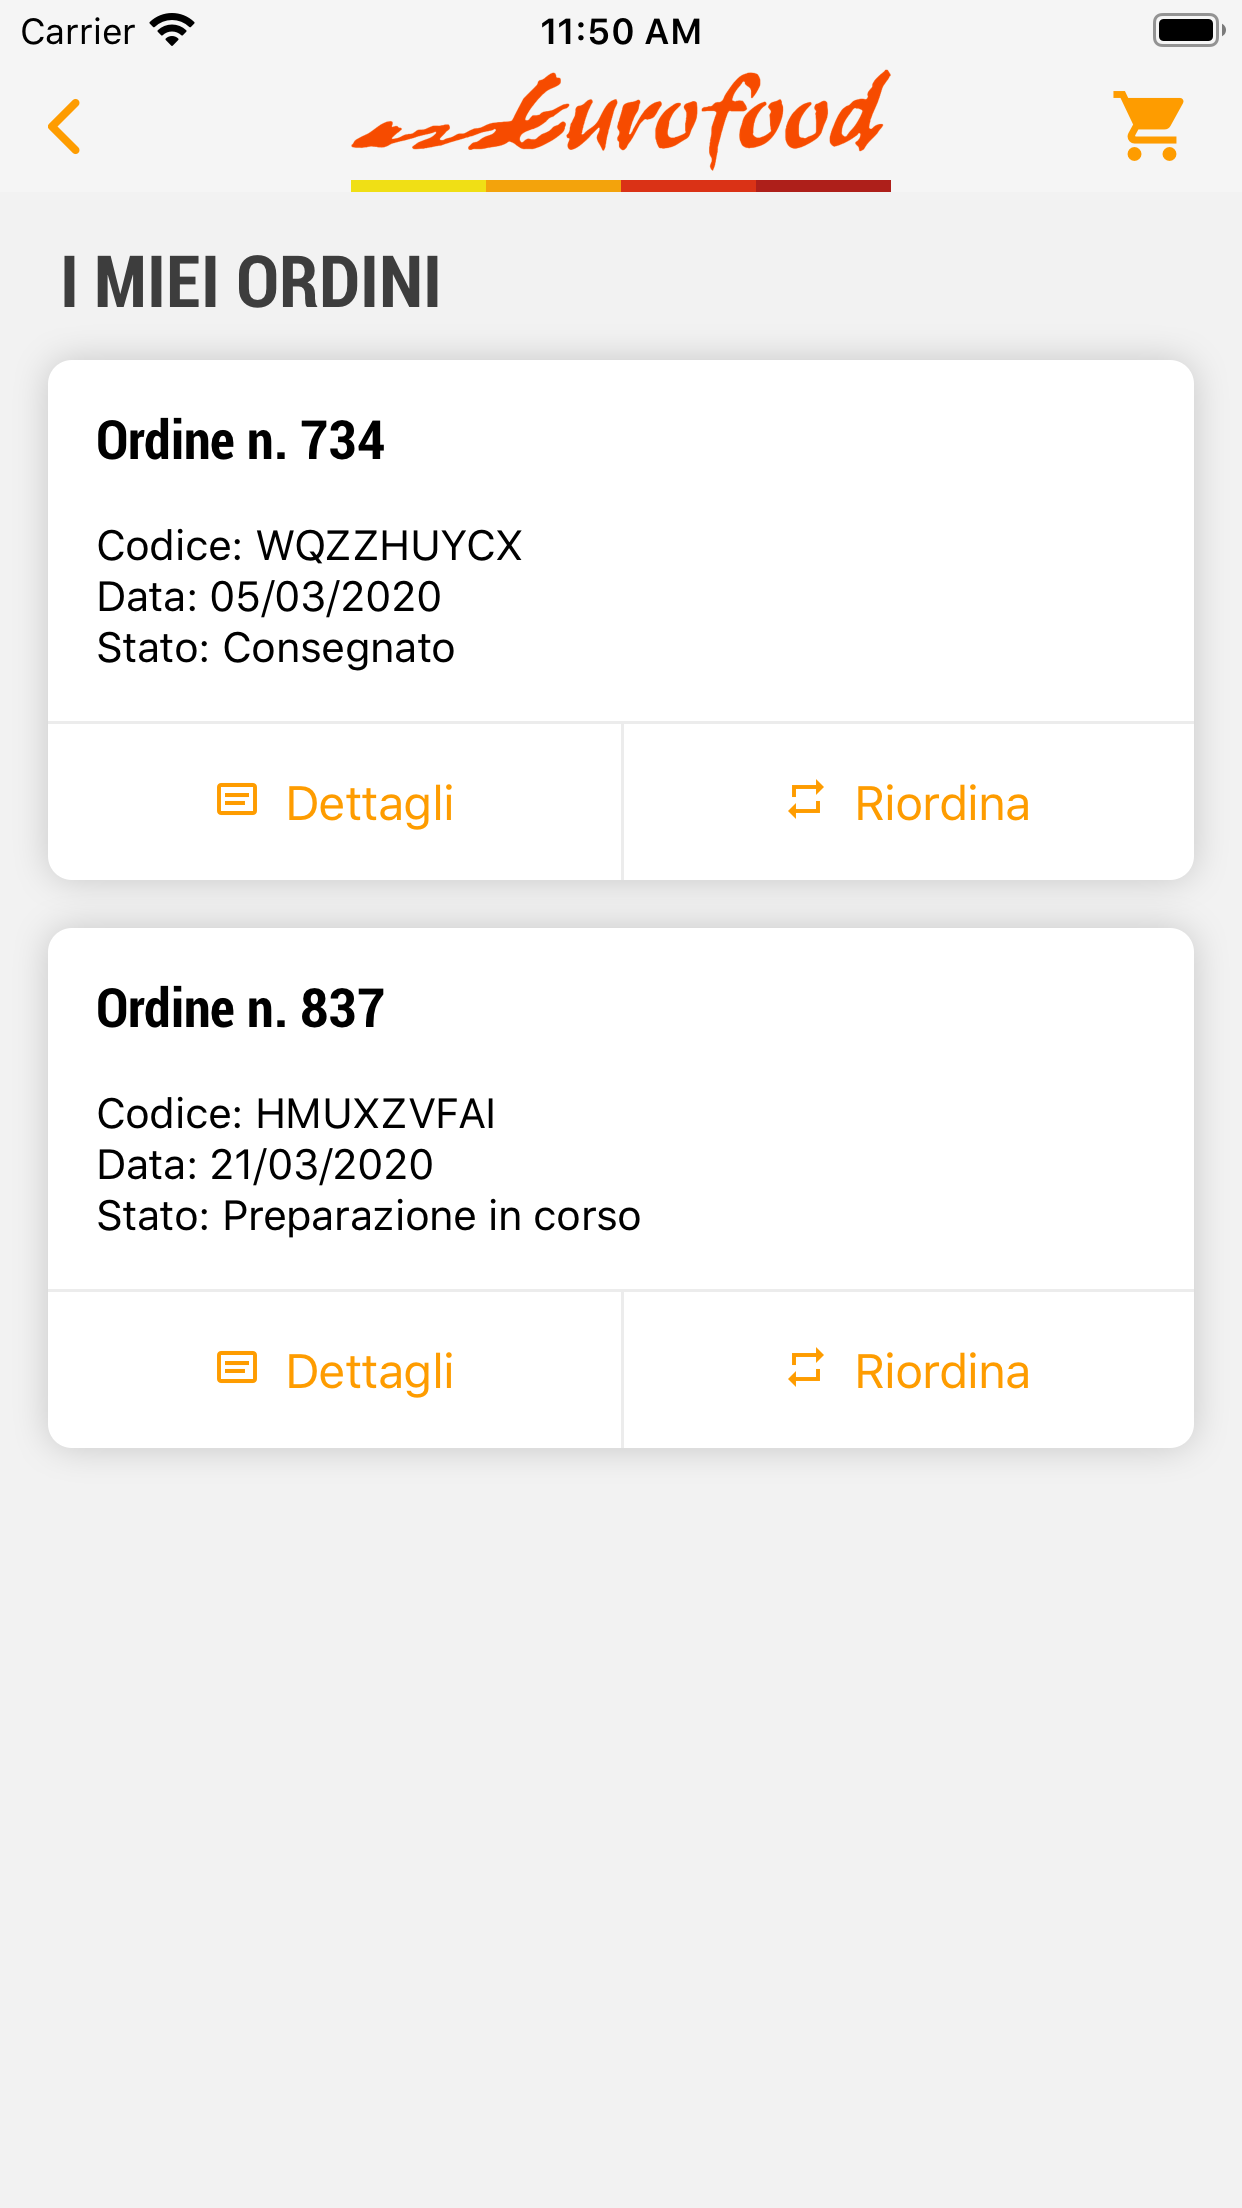 Carrier 11:50 AM
Eurofood
I MIEI ORDINI
Ordine n. 734
Codice: WQZZHUYCX
Data: 05/03/2020
Stato: Consegnato
Dettagli Riordina
Ordine n. 837
Codice: HMUXZVFAI
Data: 21/03/2020
Stato: Preparazione in corso
Dettagli Riordina